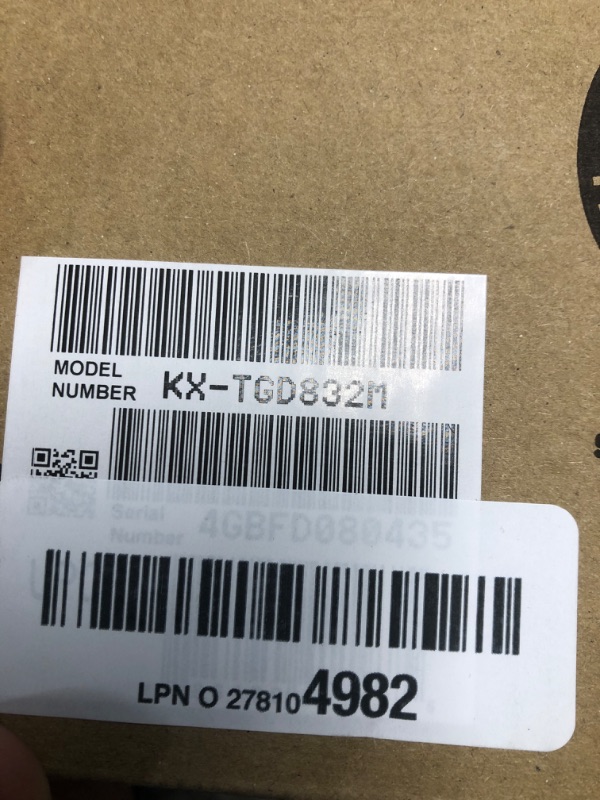 MODEL
NUMBER KX-TGD832M
Serial
Number 4GBFD080435
LPN O 278104982